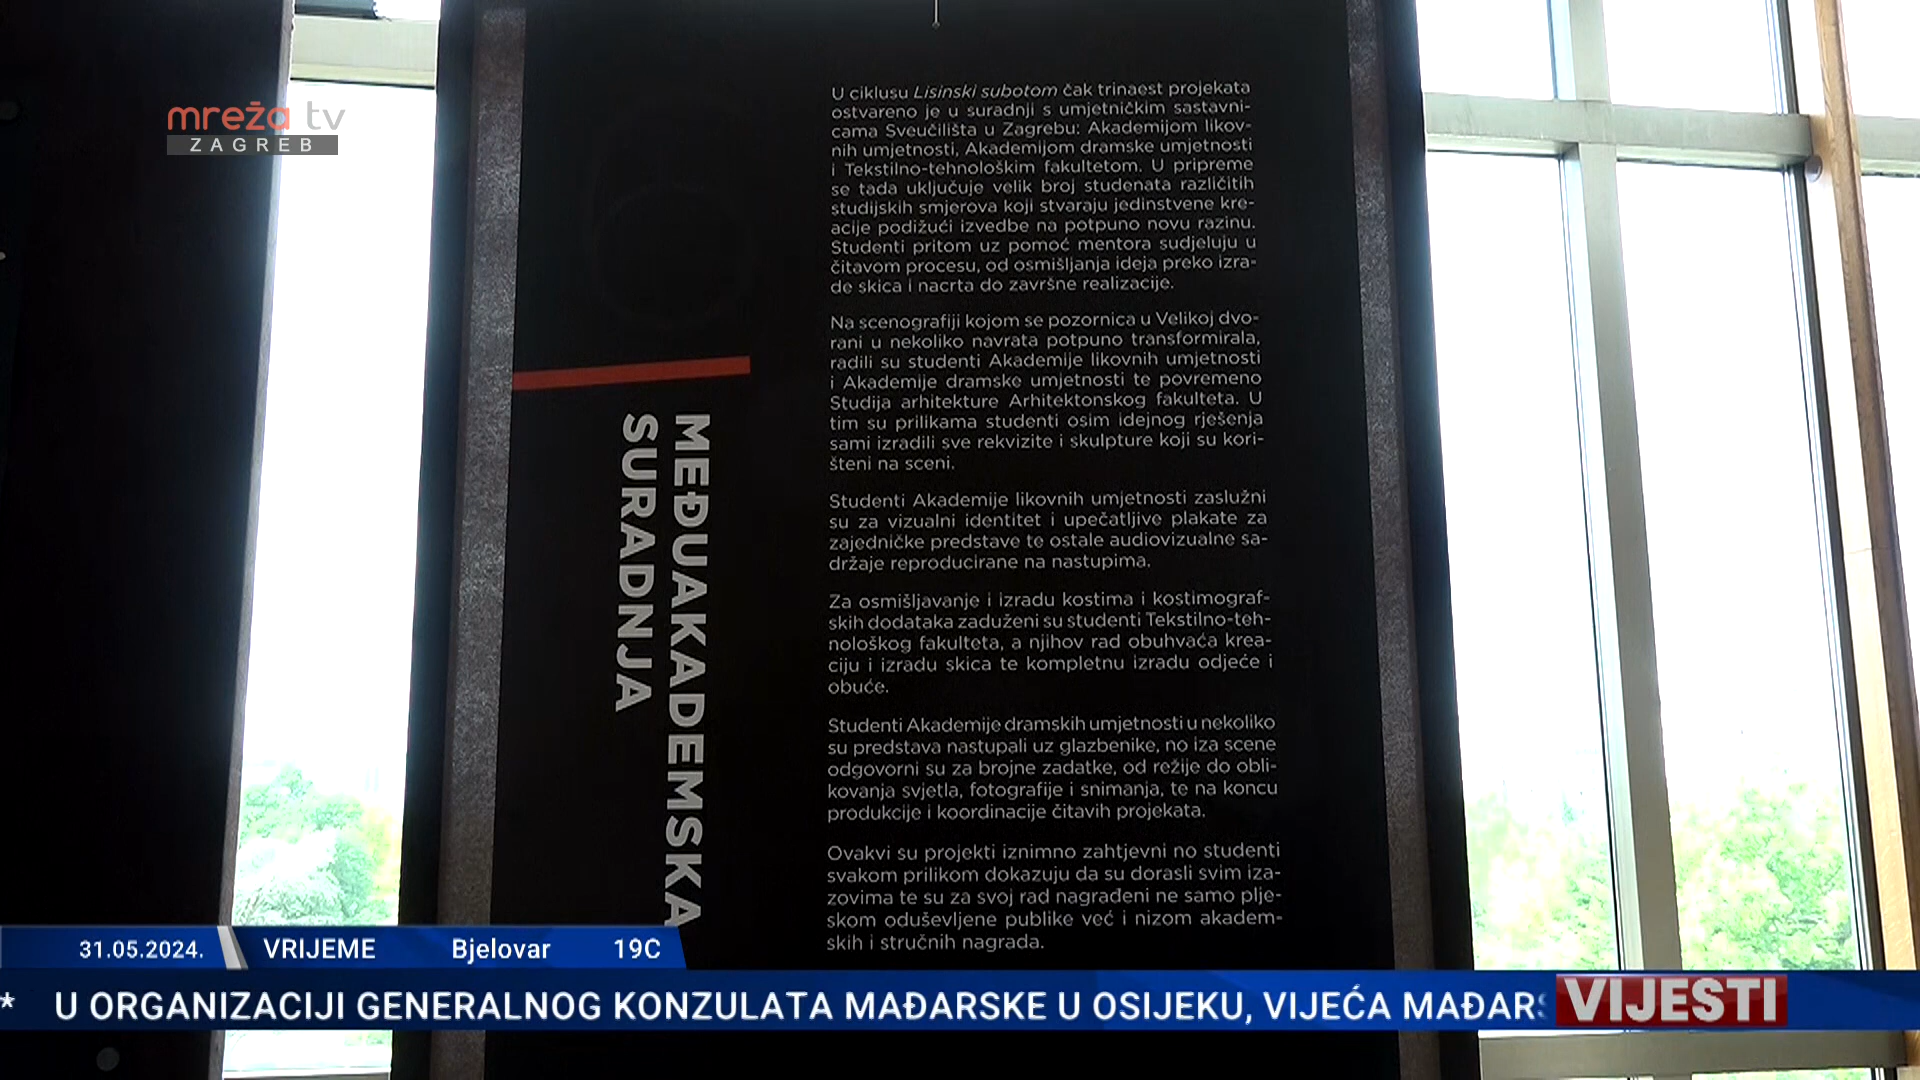 mreža tv
ZAGREB
U ciklusu Lisinski subotom čak trinaest projekata
ostvareno je u suradnji s umjetničkim sastavni-
cama Sveučilišta u Zagrebu: Akademijom likov-
nih umjetnosti, Akademijom dramske umjetnosti
i Tekstilno-tehnološkim fakultetom. U pripreme
se tada uključuje velik broj studenata različitih
studijskih smjerova koji stvaraju jedinstvene kre-
acije podižući izvedbe na potpuno novu razinu.
Studenti pritom uz pomoć mentora sudjeluju u
čitavom procesu, od osmišljanja ideja preko izra-
de skica i nacrta do završne realizacije.
Na scenografiji kojom se pozornica u Velikoj dvo-
rani u nekoliko navrata potpuno transformirala,
radili su studenti Akademije likovnih umjetnosti
i Akademije dramske umjetnosti te povremeno
Studija arhitekture Arhitektonskog fakulteta. U
tim su prilikama studenti osim idejnog rješenja
sami izradili sve rekvizite i skulpture koji su kori-
šteni na sceni.
Studenti Akademije likovnih umjetnosti zaslužni
su za vizualni identitet i upečatljive plakate za
zajedničke predstave te ostale audiovizualne sa-
držaje reproducirane na nastupima.
Za osmišljavanje i izradu kostima i kostimograf-
skih dodataka zaduženi su studenti Tekstilno-teh-
nološkog fakulteta, a njihov rad obuhvaća krea-
ciju i izradu skica te kompletnu izradu odjeće i
obuće.
Studenti Akademije dramskih umjetnosti u nekoliko
su predstava nastupali uz glazbenike, no iza scene
odgovorni su za brojne zadatke, od režije do obli-
kovanja svjetla, fotografije i snimanja, te na koncu
produkcije i koordinacije čitavih projekata.
Ovakvi su projekti iznimno zahtjevni no studenti
svakom prilikom dokazuju da su dorasli svim iza-
zovima te su za svoj rad nagrađeni ne samo plje-
skom oduševljene publike već i nizom akadem-
skih i stručnih nagrada.
MEĐUAKADEMSKA
SURADNJA
31.05.2024. VRIJEME Bjelovar 19C
* U ORGANIZACIJI GENERALNOG KONZULATA MAĐARSKE U OSIJEKU, VIJEĆA MAĐARS
VIJESTI